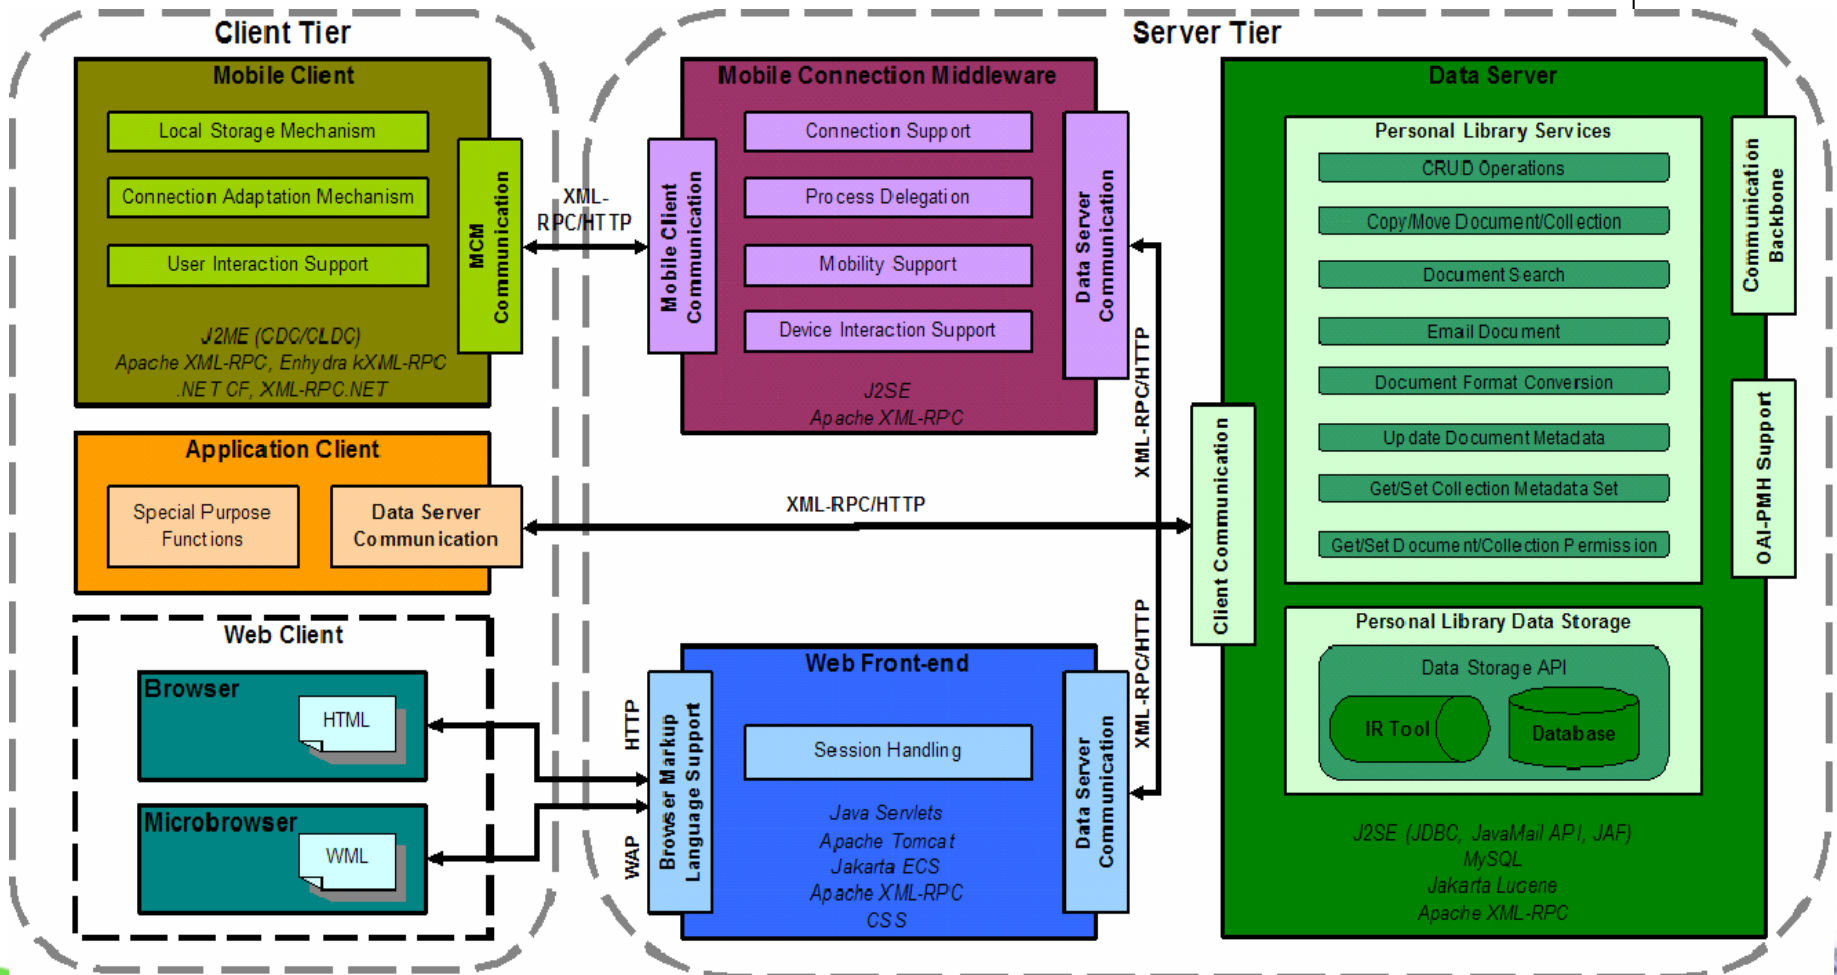 Client Tier
Mobile Client
Local Storage Mechanism
Connection Adaptation Mechanism
User Interaction Support
MCM
Communication
J2ME (CDC/CLDC)
Apache XML-RPC, Enhydra kXML-RPC
.NET CF, XML-RPC.NET
Application Client
Special Purpose
Functions
Data Server
Communication
Web Client
Browser
HTML
Microbrowser
WML
XML-
RPC/HTTP
XML-RPC/HTTP
HTTP
WAP
Server Tier
Mobile Connection Middleware
Mobile Client
Communication
Connection Support
Process Delegation
Mobility Support
Device Interaction Support
Data Server
Communication
J2SE
Apache XML-RPC
XML-RPC/HTTP
XML-RPC/HTTP
Web Front-end
Browser Markup
Language Support
Session Handling
Data Server
Communication
Java Servlets
Apache Tomcat
Jakarta ECS
Apache XML-RPC
CSS
Data Server
Client Communication
Personal Library Services
CRUD Operations
Copy/Move Document/Collection
Document Search
Email Document
Document Format Conversion
Update Document Metadata
Get/Set Collection Metadata Set
Get/Set Document/Collection Permission
Communication
Backbone
OAI-PMH Support
Personal Library Data Storage
Data Storage API
IR Tool
Database
J2SE (JDBC, JavaMail API, JAF)
MySQL
Jakarta Lucene
Apache XML-RPC